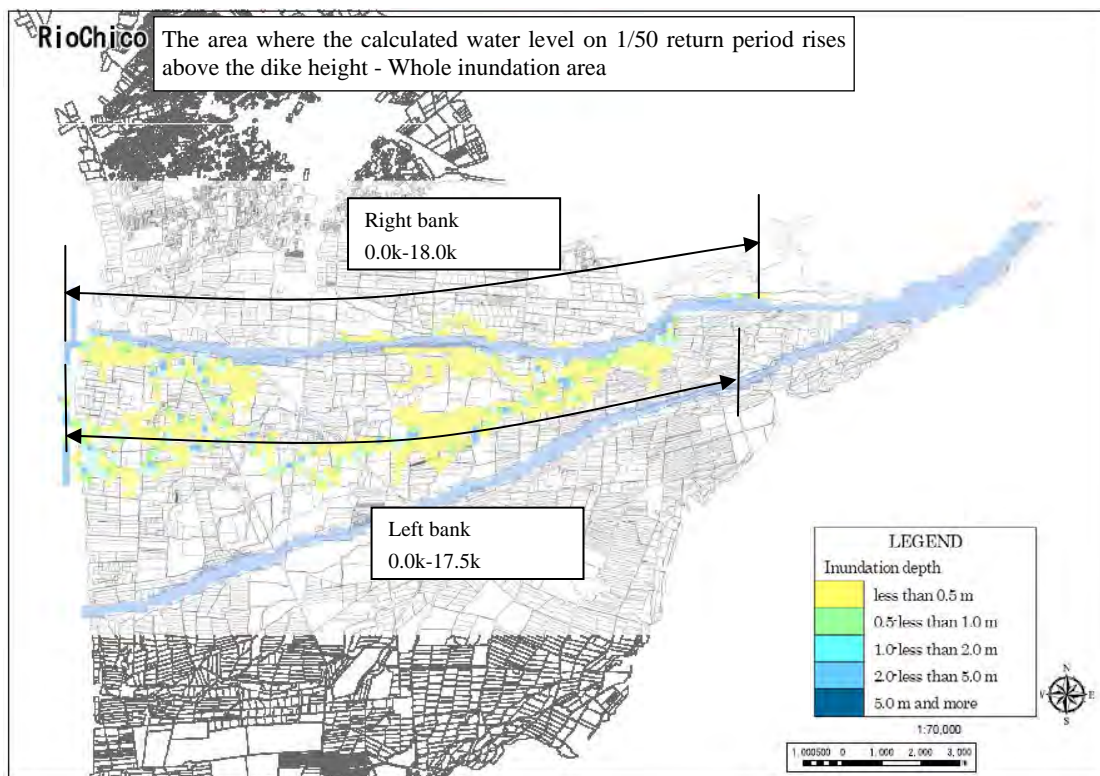 RioChico
The area where the calculated water level on 1/50 return period rises
above the dike height - Whole inundation area
Right bank
0.0k-18.0k
Left bank
0.0k-17.5k
LEGEND
Inundation depth
less than 0.5 m
0.5-less than 1.0 m
1.0-less than 2.0 m
2.0-less than 5.0 m
5.0 m and more
N
W E
S
1:70,000
1,000500 0 1,000 2,000 3,000